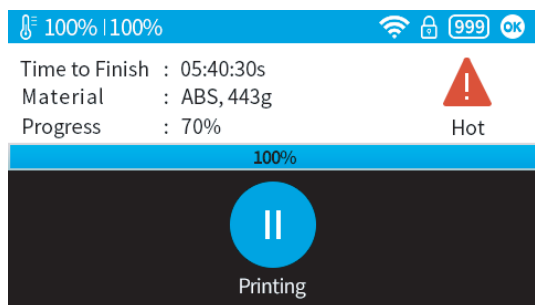 100% | 100% 999 OK
Time to Finish : 05:40:30s
Material : ABS, 443g
Progress : 70%
Hot
100%
Printing